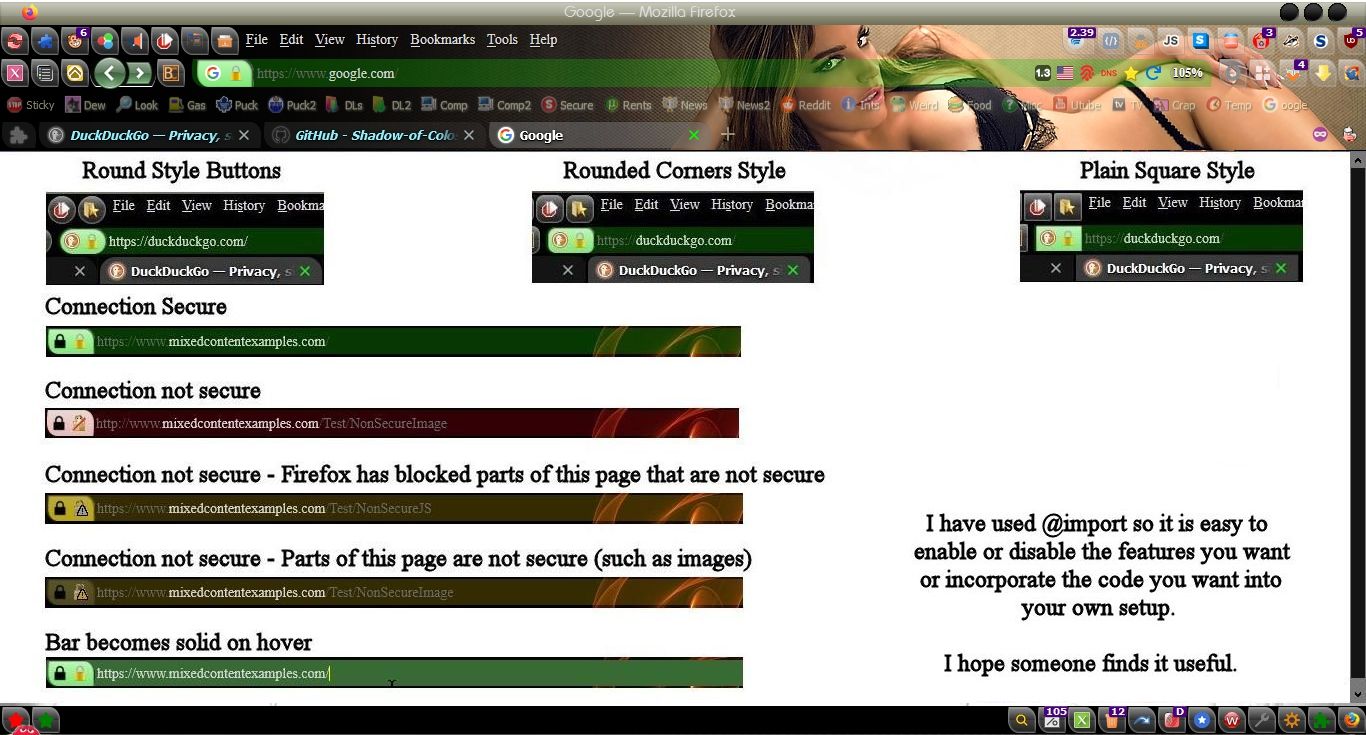 Google — Mozilla Firefox
6 File Edit View History Bookmarks Tools Help 2.39 JS S 3 S 5
X G https://www.google.com/ 1.3 DNS 105% 4
Sticky Dew Look Gas Puck Puck2 DLs DL2 Comp Comp2 Secure Rents News News2 Reddit Ints Weird Food Utube TV Crap Temp Google
DuckDuckGo — Privacy, s GitHub - Shadow-of-Colo Google
Round Style Buttons Rounded Corners Style Plain Square Style
File Edit View History Bookma File Edit View History Bookmar File Edit View History Bookmar
https://duckduckgo.com/ https://duckduckgo.com/ https://duckduckgo.com/
DuckDuckGo — Privacy, s DuckDuckGo — Privacy, s DuckDuckGo — Privacy, s
Connection Secure
https://www.mixedcontentexamples.com/
Connection not secure
http://www.mixedcontentexamples.com/Test/NonSecureImage
Connection not secure - Firefox has blocked parts of this page that are not secure
https://www.mixedcontentexamples.com/Test/NonSecureJS
Connection not secure - Parts of this page are not secure (such as images)
https://www.mixedcontentexamples.com/Test/NonSecureImage
Bar becomes solid on hover
https://www.mixedcontentexamples.com/
I have used @import so it is easy to
enable or disable the features you want
or incorporate the code you want into
your own setup.
I hope someone finds it useful.
105 X 12 D W